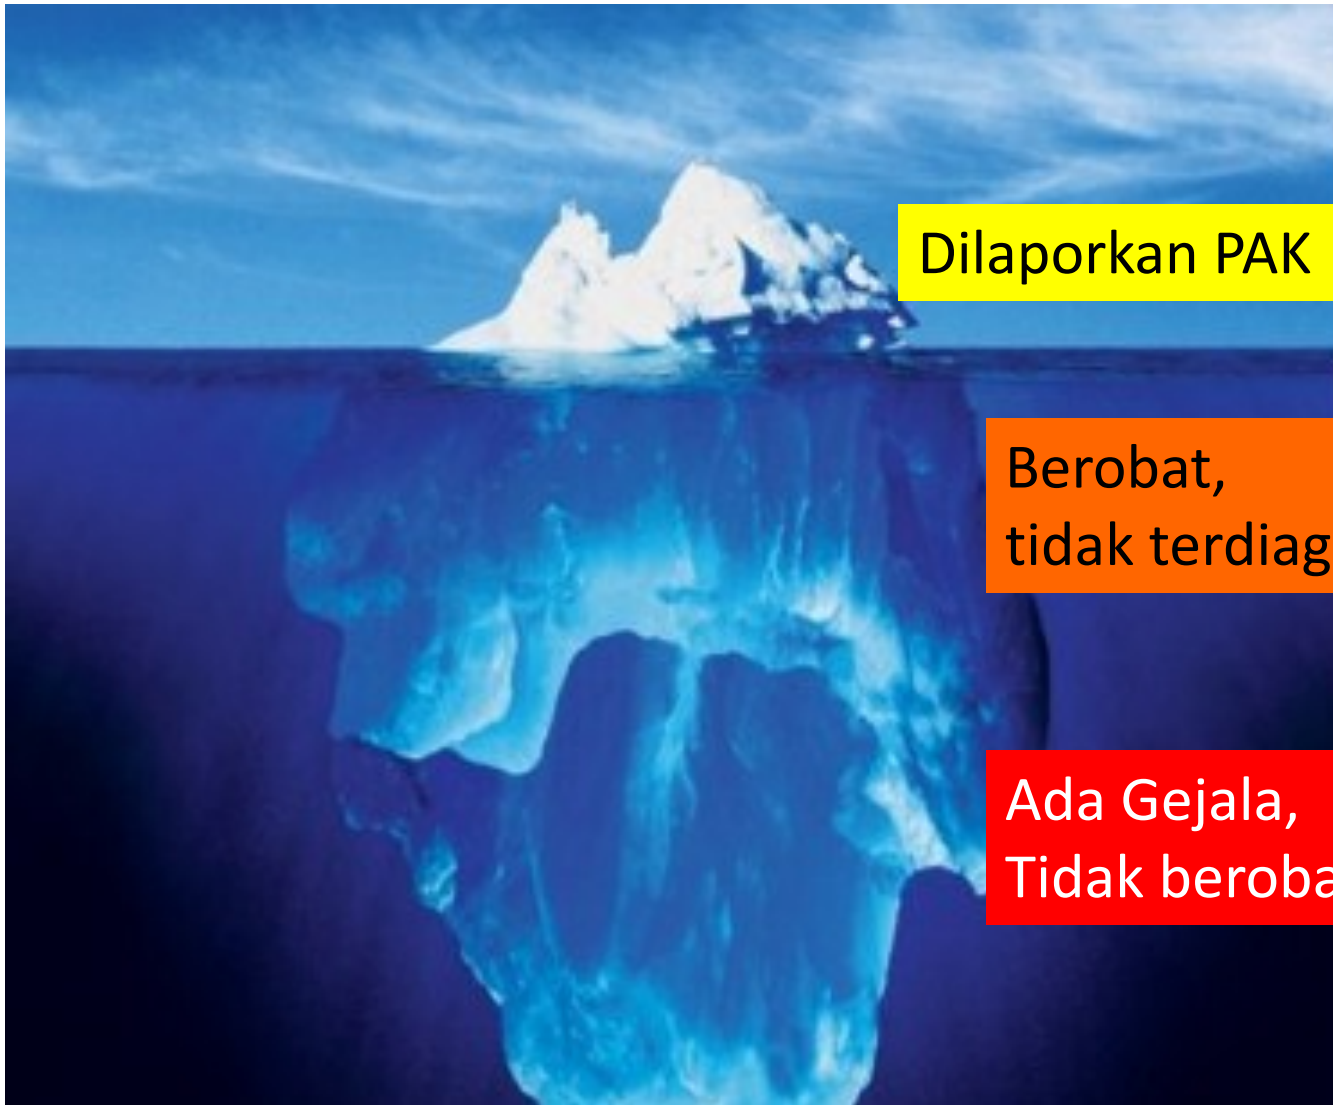 Dilaporkan PAK
Berobat,
tidak terdiag
Ada Gejala,
Tidak beroba